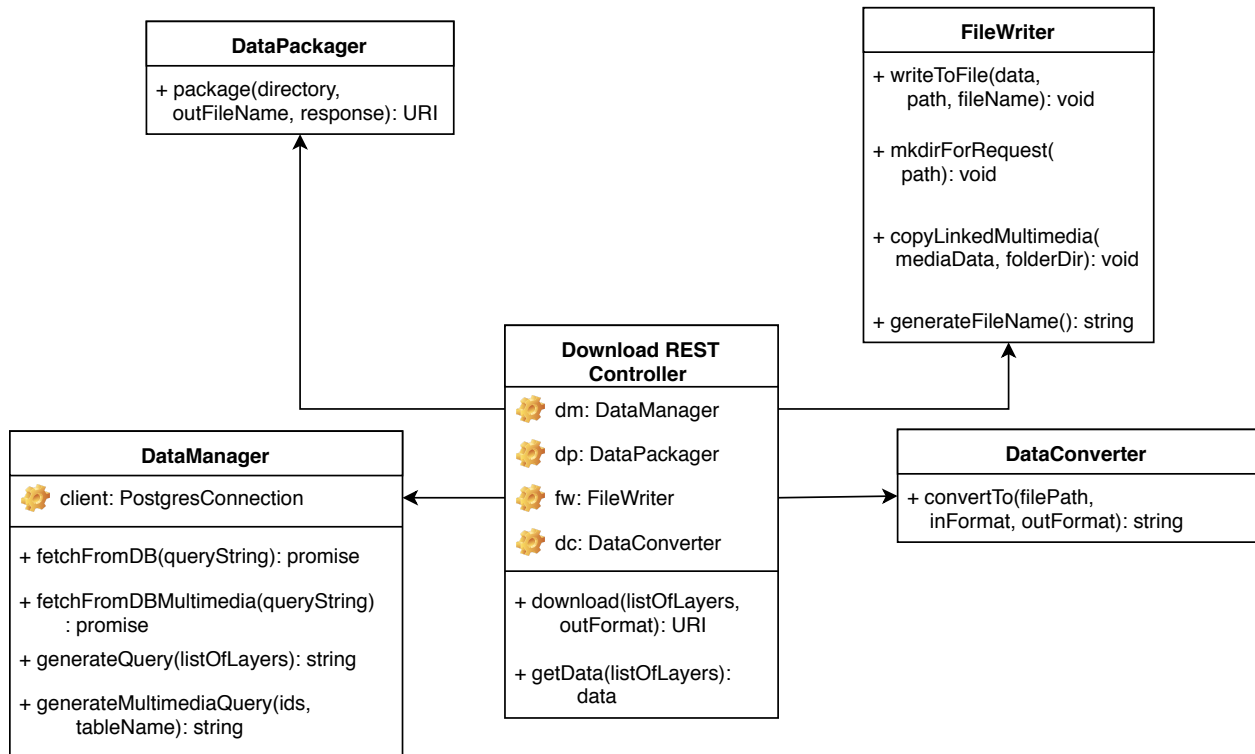 DataPackager
+ package(directory,
outFileName, response): URI
FileWriter
+ writeToFile(data,
path, fileName): void
+ mkdirForRequest(
path): void
+ copyLinkedMultimedia(
mediaData, folderDir): void
+ generateFileName(): string
Download REST
Controller
dm: DataManager
dp: DataPackager
fw: FileWriter
dc: DataConverter
+ download(listOfLayers,
outFormat): URI
+ getData(listOfLayers):
data
DataManager
client: PostgresConnection
+ fetchFromDB(queryString): promise
+ fetchFromDBMultimedia(queryString)
: promise
+ generateQuery(listOfLayers): string
+ generateMultimediaQuery(ids,
tableName): string
DataConverter
+ convertTo(filePath,
inFormat, outFormat): string